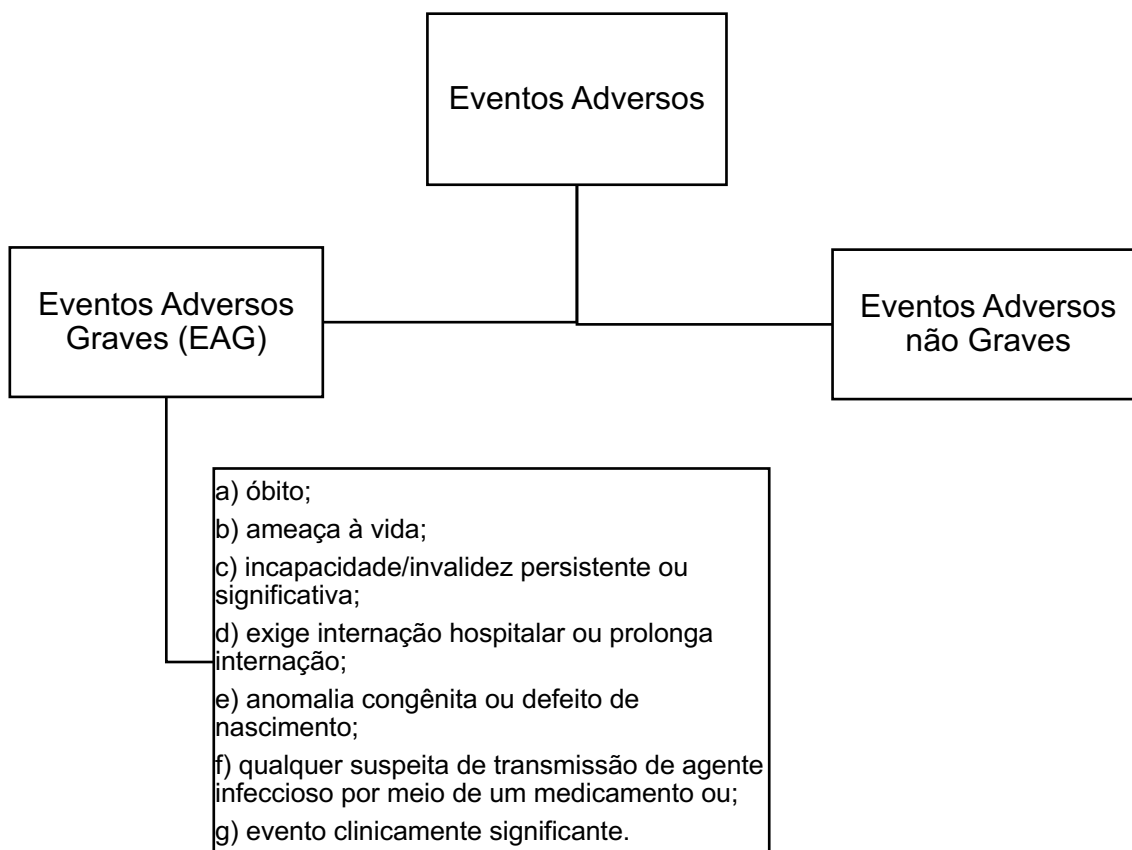 Eventos Adversos
Eventos Adversos
Graves (EAG)
Eventos Adversos
não Graves
a) óbito;
b) ameaça à vida;
c) incapacidade/invalidez persistente ou
significativa;
d) exige internação hospitalar ou prolonga
internação;
e) anomalia congênita ou defeito de
nascimento;
f) qualquer suspeita de transmissão de agente
infeccioso por meio de um medicamento ou;
g) evento clinicamente significante.